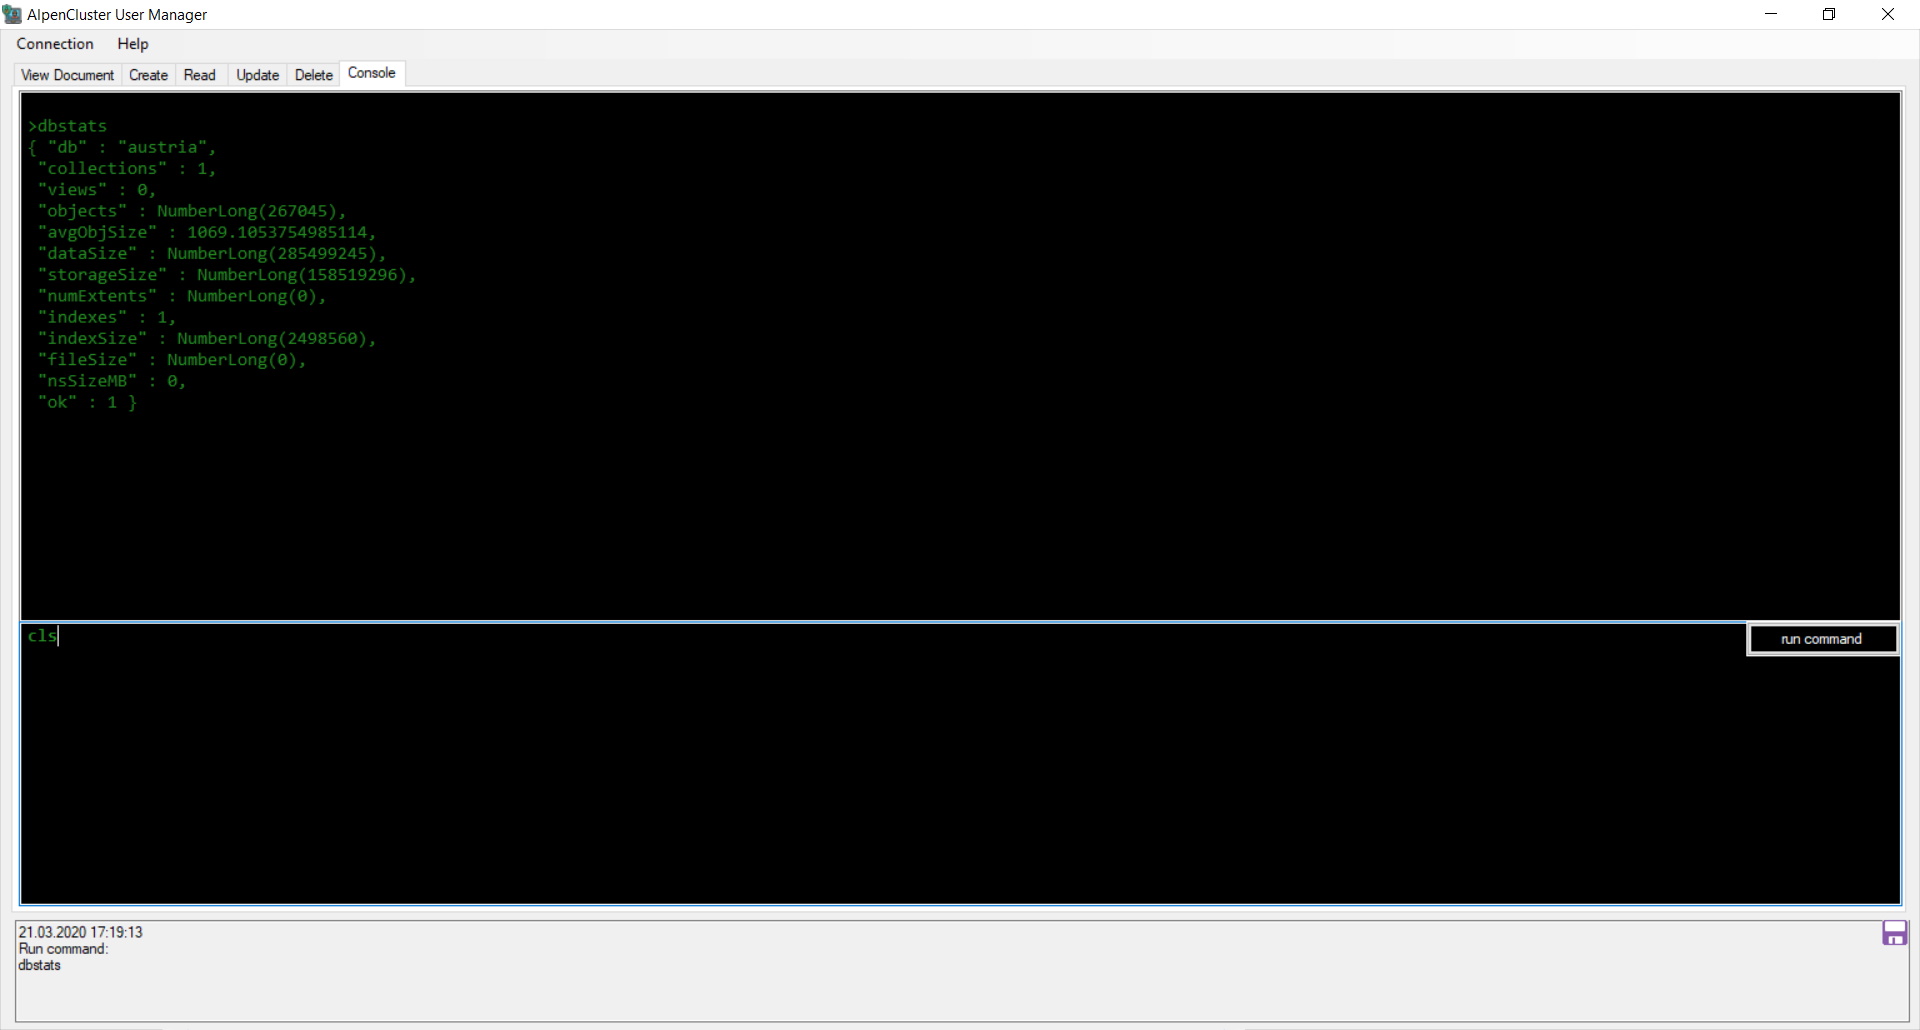 AlpenCluster User Manager
Connection Help
View Document Create Read Update Delete Console
>dbstats
{ "db" : "austria",
"collections" : 1,
"views" : 0,
"objects" : NumberLong(267045),
"avgObjSize" : 1069.1053754985114,
"dataSize" : NumberLong(285499245),
"storageSize" : NumberLong(158519296),
"numExtents" : NumberLong(0),
"indexes" : 1,
"indexSize" : NumberLong(2498560),
"fileSize" : NumberLong(0),
"nsSizeMB" : 0,
"ok" : 1 }
cls
run command
21.03.2020 17:19:13
Run command:
dbstats